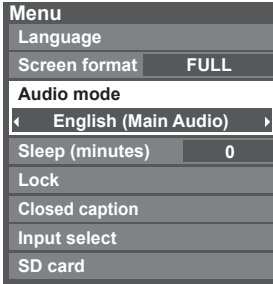 Menu
Language
Screen format FULL
Audio mode
English (Main Audio)
Sleep (minutes) 0
Lock
Closed caption
Input select
SD card